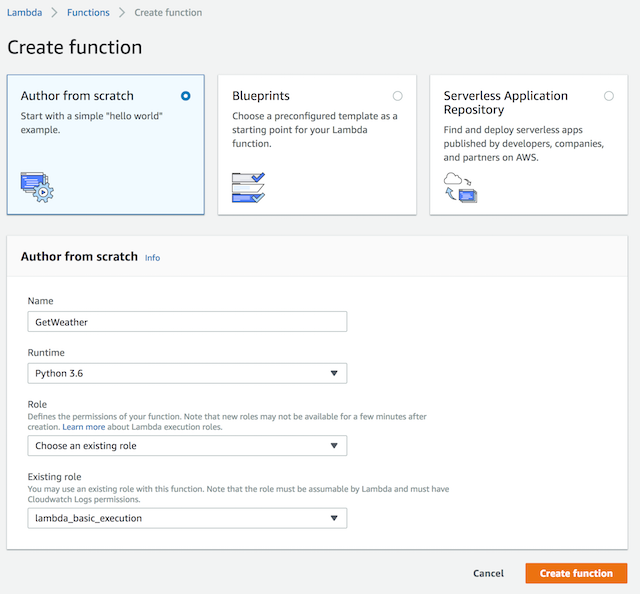 Lambda > Functions > Create function
Create function
Author from scratch
Start with a simple "hello world"
example.
Blueprints
Choose a preconfigured template as a
starting point for your Lambda
function.
Serverless Application
Repository
Find and deploy serverless apps
published by developers, companies,
and partners on AWS.
Author from scratch Info
Name
GetWeather
Runtime
Python 3.6
Role
Defines the permissions of your function. Note that new roles may not be available for a few minutes after
creation. Learn more about Lambda execution roles.
Choose an existing role
Existing role
You may use an existing role with this function. Note that the role must be assumable by Lambda and must have
Cloudwatch Logs permissions.
lambda_basic_execution
Cancel Create function